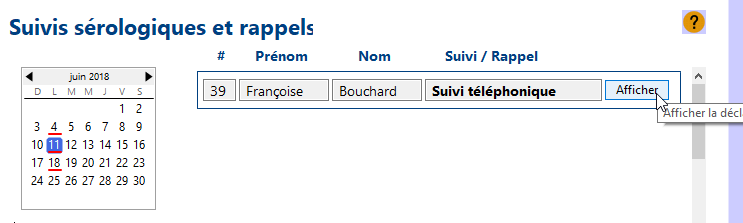 Suivis sérologiques et rappels
?
# Prénom Nom Suivi / Rappel
juin 2018
D L M M J V S
1 2
3 4 5 6 7 8 9
10 11 12 13 14 15 16
17 18 19 20 21 22 23
24 25 26 27 28 29 30
39 Françoise Bouchard Suivi téléphonique Afficher
Afficher la décl